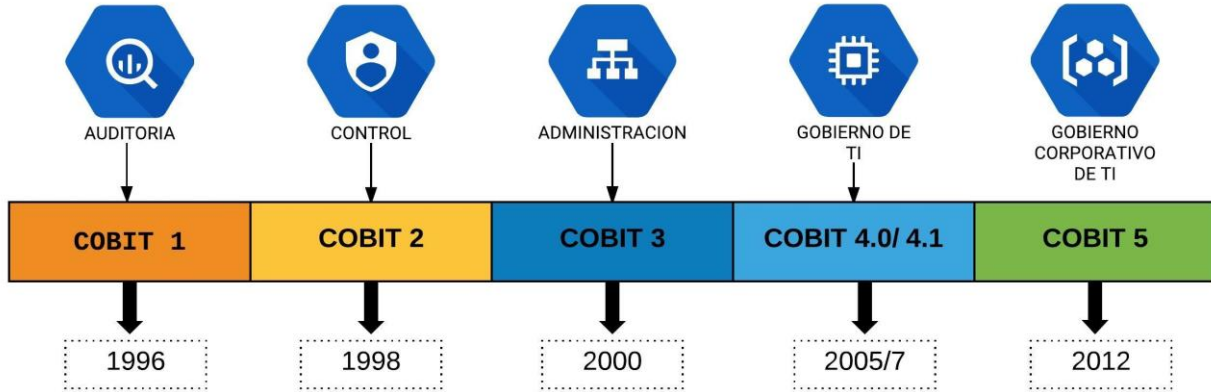 AUDITORIA
CONTROL
ADMINISTRACION
GOBIERNO DE
TI
GOBIERNO
CORPORATIVO
DE TI
COBIT 1
COBIT 2
COBIT 3
COBIT 4.0/ 4.1
COBIT 5
1996
1998
2000
2005/7
2012